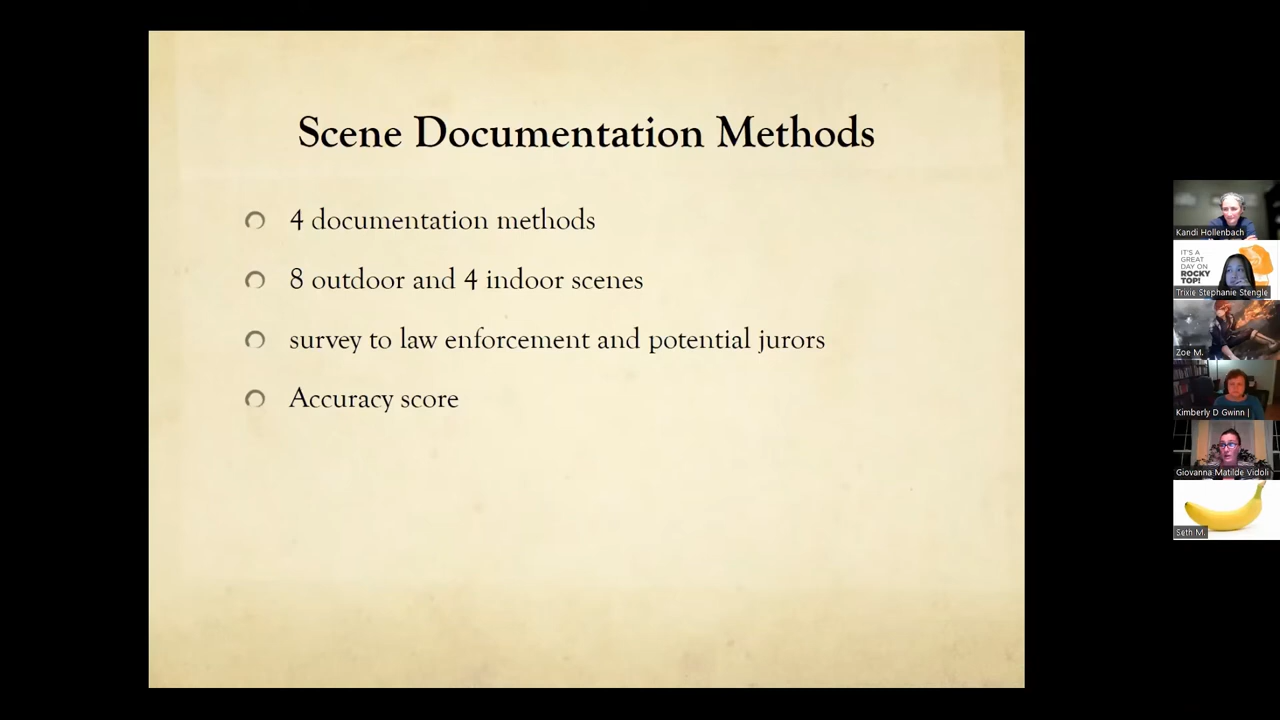 Scene Documentation Methods
4 documentation methods
8 outdoor and 4 indoor scenes
survey to law enforcement and potential jurors
Accuracy score
Kandi Hollenbach
IT'S A
GREAT
DAY ON
ROCKY
TOP!
Trixie Stephanie Stengle
Zoe M.
Kimberly D Gwinn |
Giovanna Matilde Vidoli
Seth M.